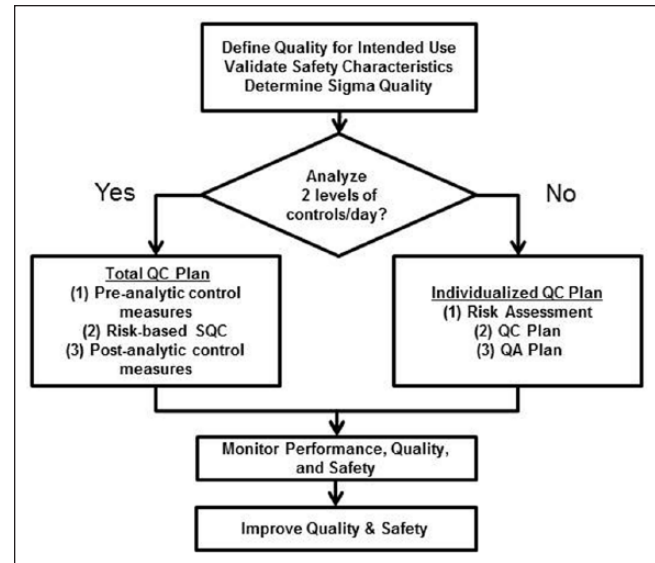 Define Quality for Intended Use
Validate Safety Characteristics
Determine Sigma Quality
Analyze
2 levels of
controls/day?
Yes
No
Total QC Plan
(1) Pre-analytic control
measures
(2) Risk-based SQC
(3) Post-analytic control
measures
Individualized QC Plan
(1) Risk Assessment
(2) QC Plan
(3) QA Plan
Monitor Performance, Quality,
and Safety
Improve Quality & Safety